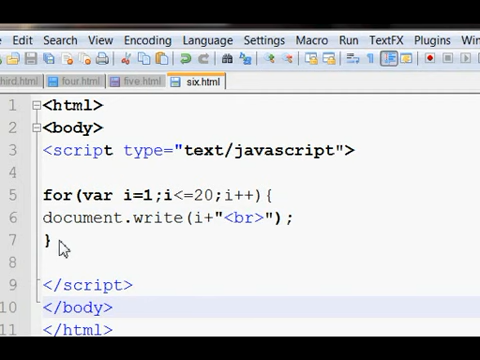 Edit Search View Encoding Language Settings Macro Run TextFX Plugins
hird.html four.html five html six.html
1 <html>
2 <body>
3 <script type="text/javascript">
4
5 for(var i=1;i<=20;i++){
6 document.write(i+"<br>");
7 }
8
9 </script>
10 </body>
11 </html>